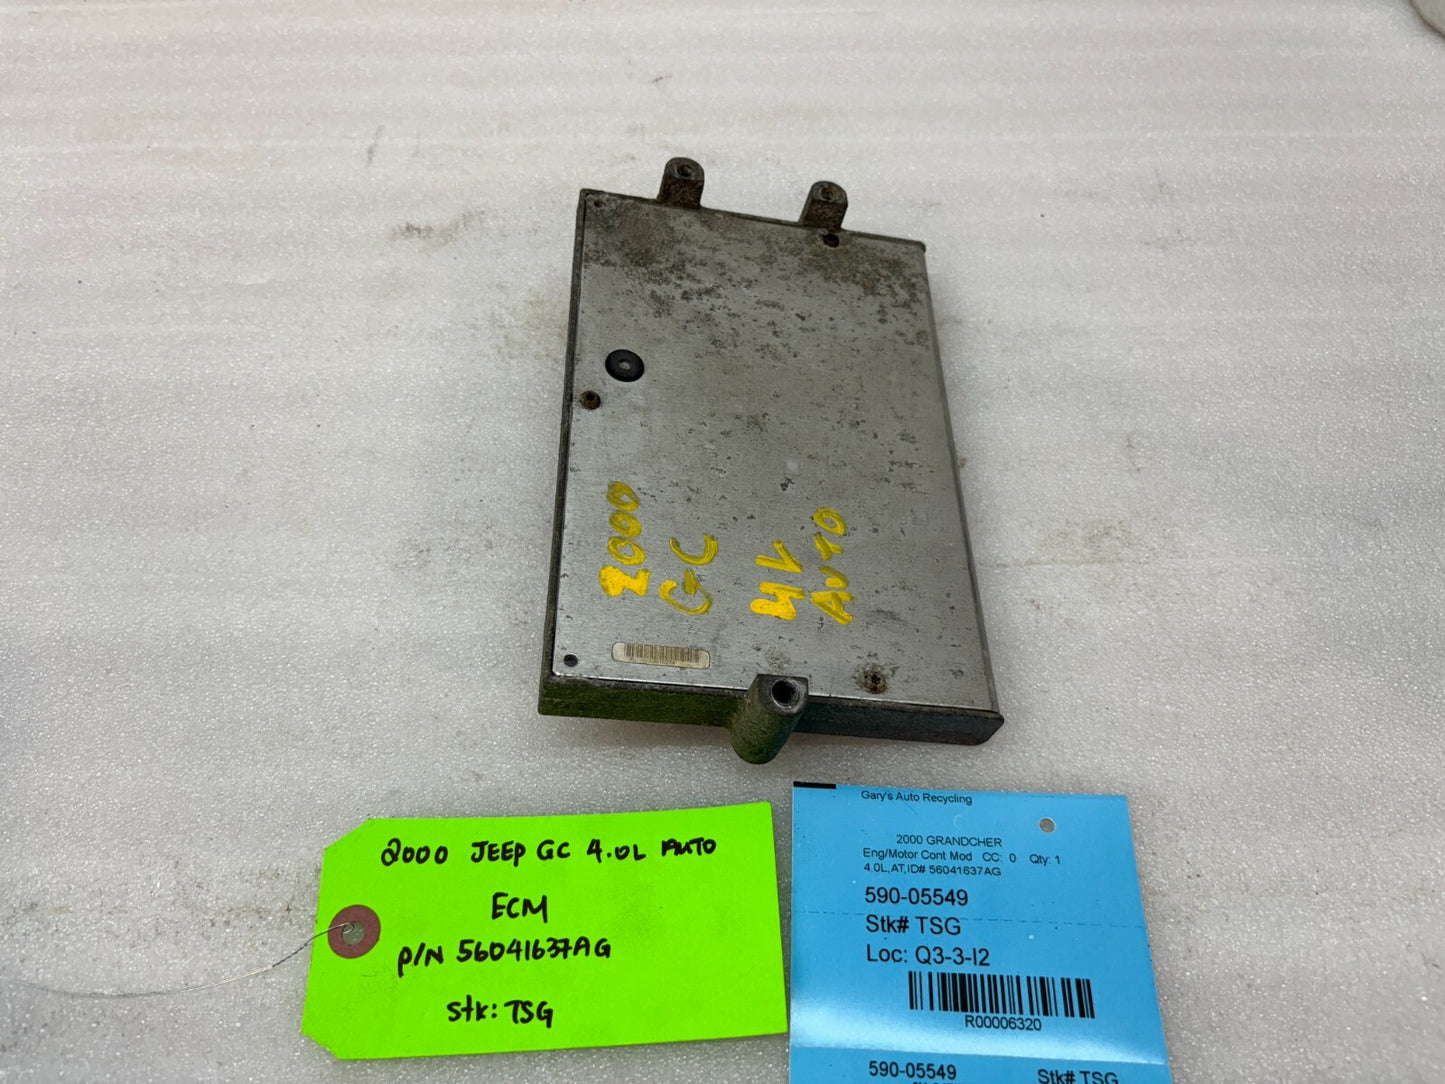 2000
GC
4L
AUTO
2000 JEEP GC 4.0L AUTO
ECM
P/N 56041637AG
Stk: TSG
Gary's Auto Recycling
2000 GRANDCHER
Eng/Motor Cont Mod CC: 0 Qty: 1
4.0L,AT,ID# 56041637AG
590-05549
Stk# TSG
Loc: Q3-3-I2
R00006320
590-05549 Stk# TSG